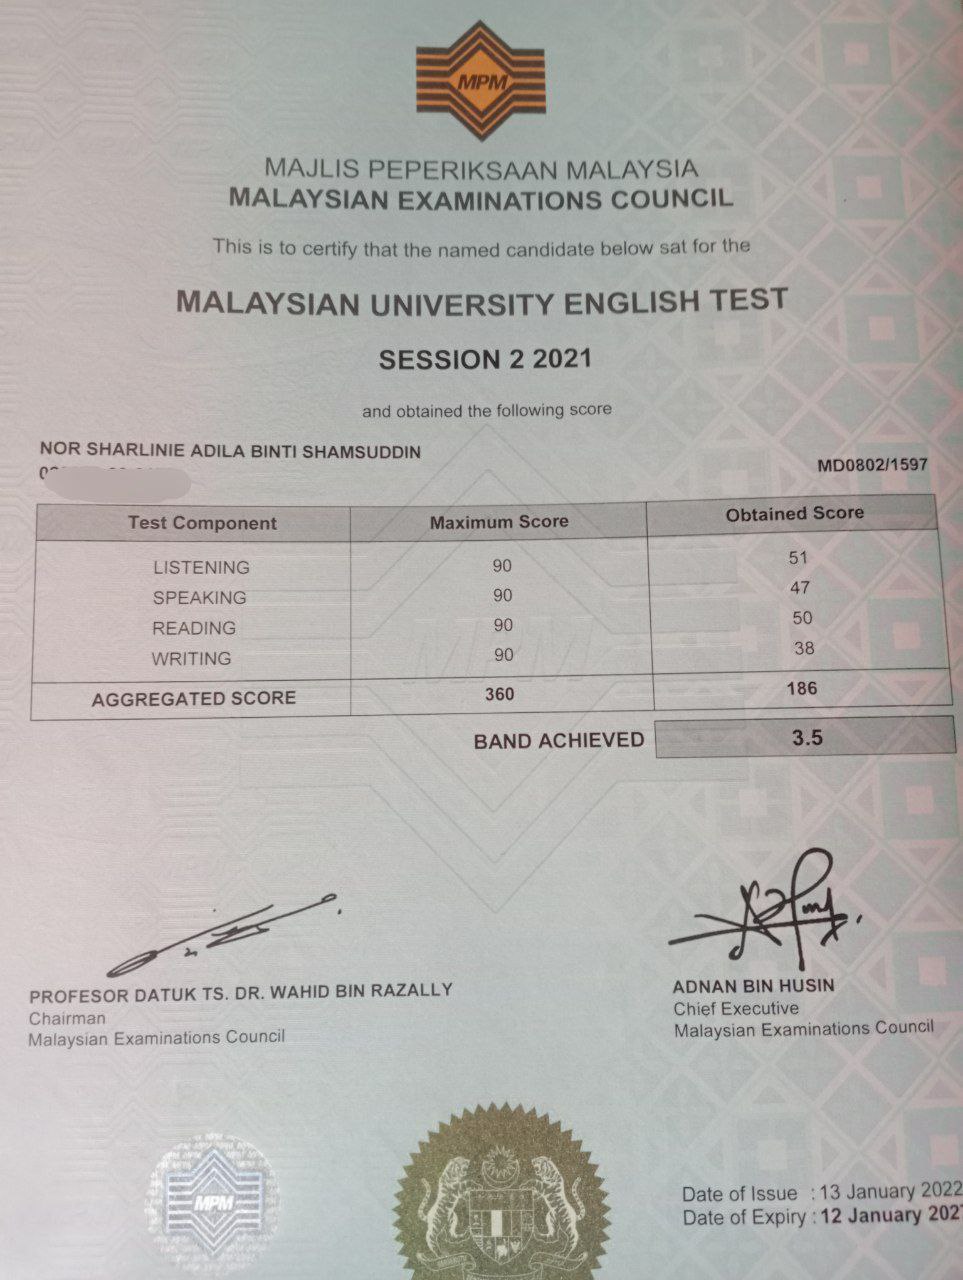 MPM
MAJLIS PEPERIKSAAN MALAYSIA
MALAYSIAN EXAMINATIONS COUNCIL
This is to certify that the named candidate below sat for the
MALAYSIAN UNIVERSITY ENGLISH TEST
SESSION 2 2021
and obtained the following score
NOR SHARLINIE ADILA BINTI SHAMSUDDIN
MD0802/1597
Test Component Maximum Score Obtained Score
LISTENING 90 51
SPEAKING 90 47
READING 90 50
WRITING 90 38
AGGREGATED SCORE 360 186
BAND ACHIEVED 3.5
PROFESOR DATUK TS. DR. WAHID BIN RAZALLY
Chairman
Malaysian Examinations Council
ADNAN BIN HUSIN
Chief Executive
Malaysian Examinations Council
MPM
Date of Issue : 13 January 2022
Date of Expiry : 12 January 202